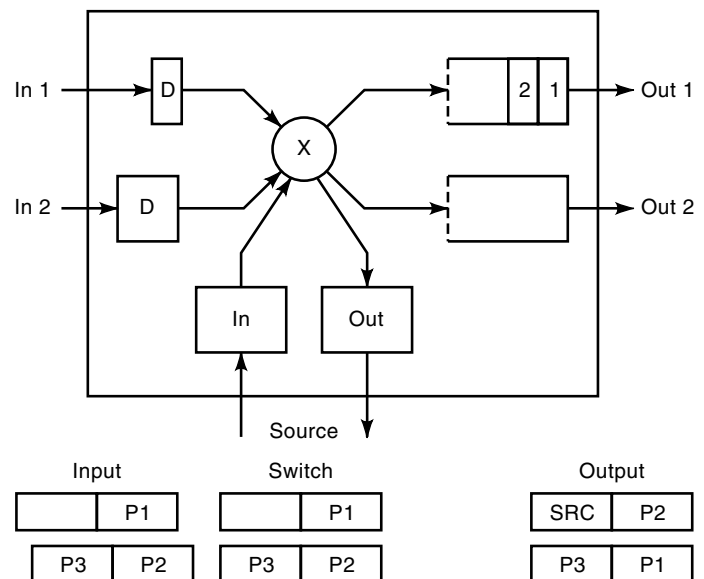 In 1 D 2 1 Out 1
X
In 2 D Out 2
In Out
Source
Input Switch Output
P1 P1 SRC P2
P3 P2 P3 P2 P3 P1